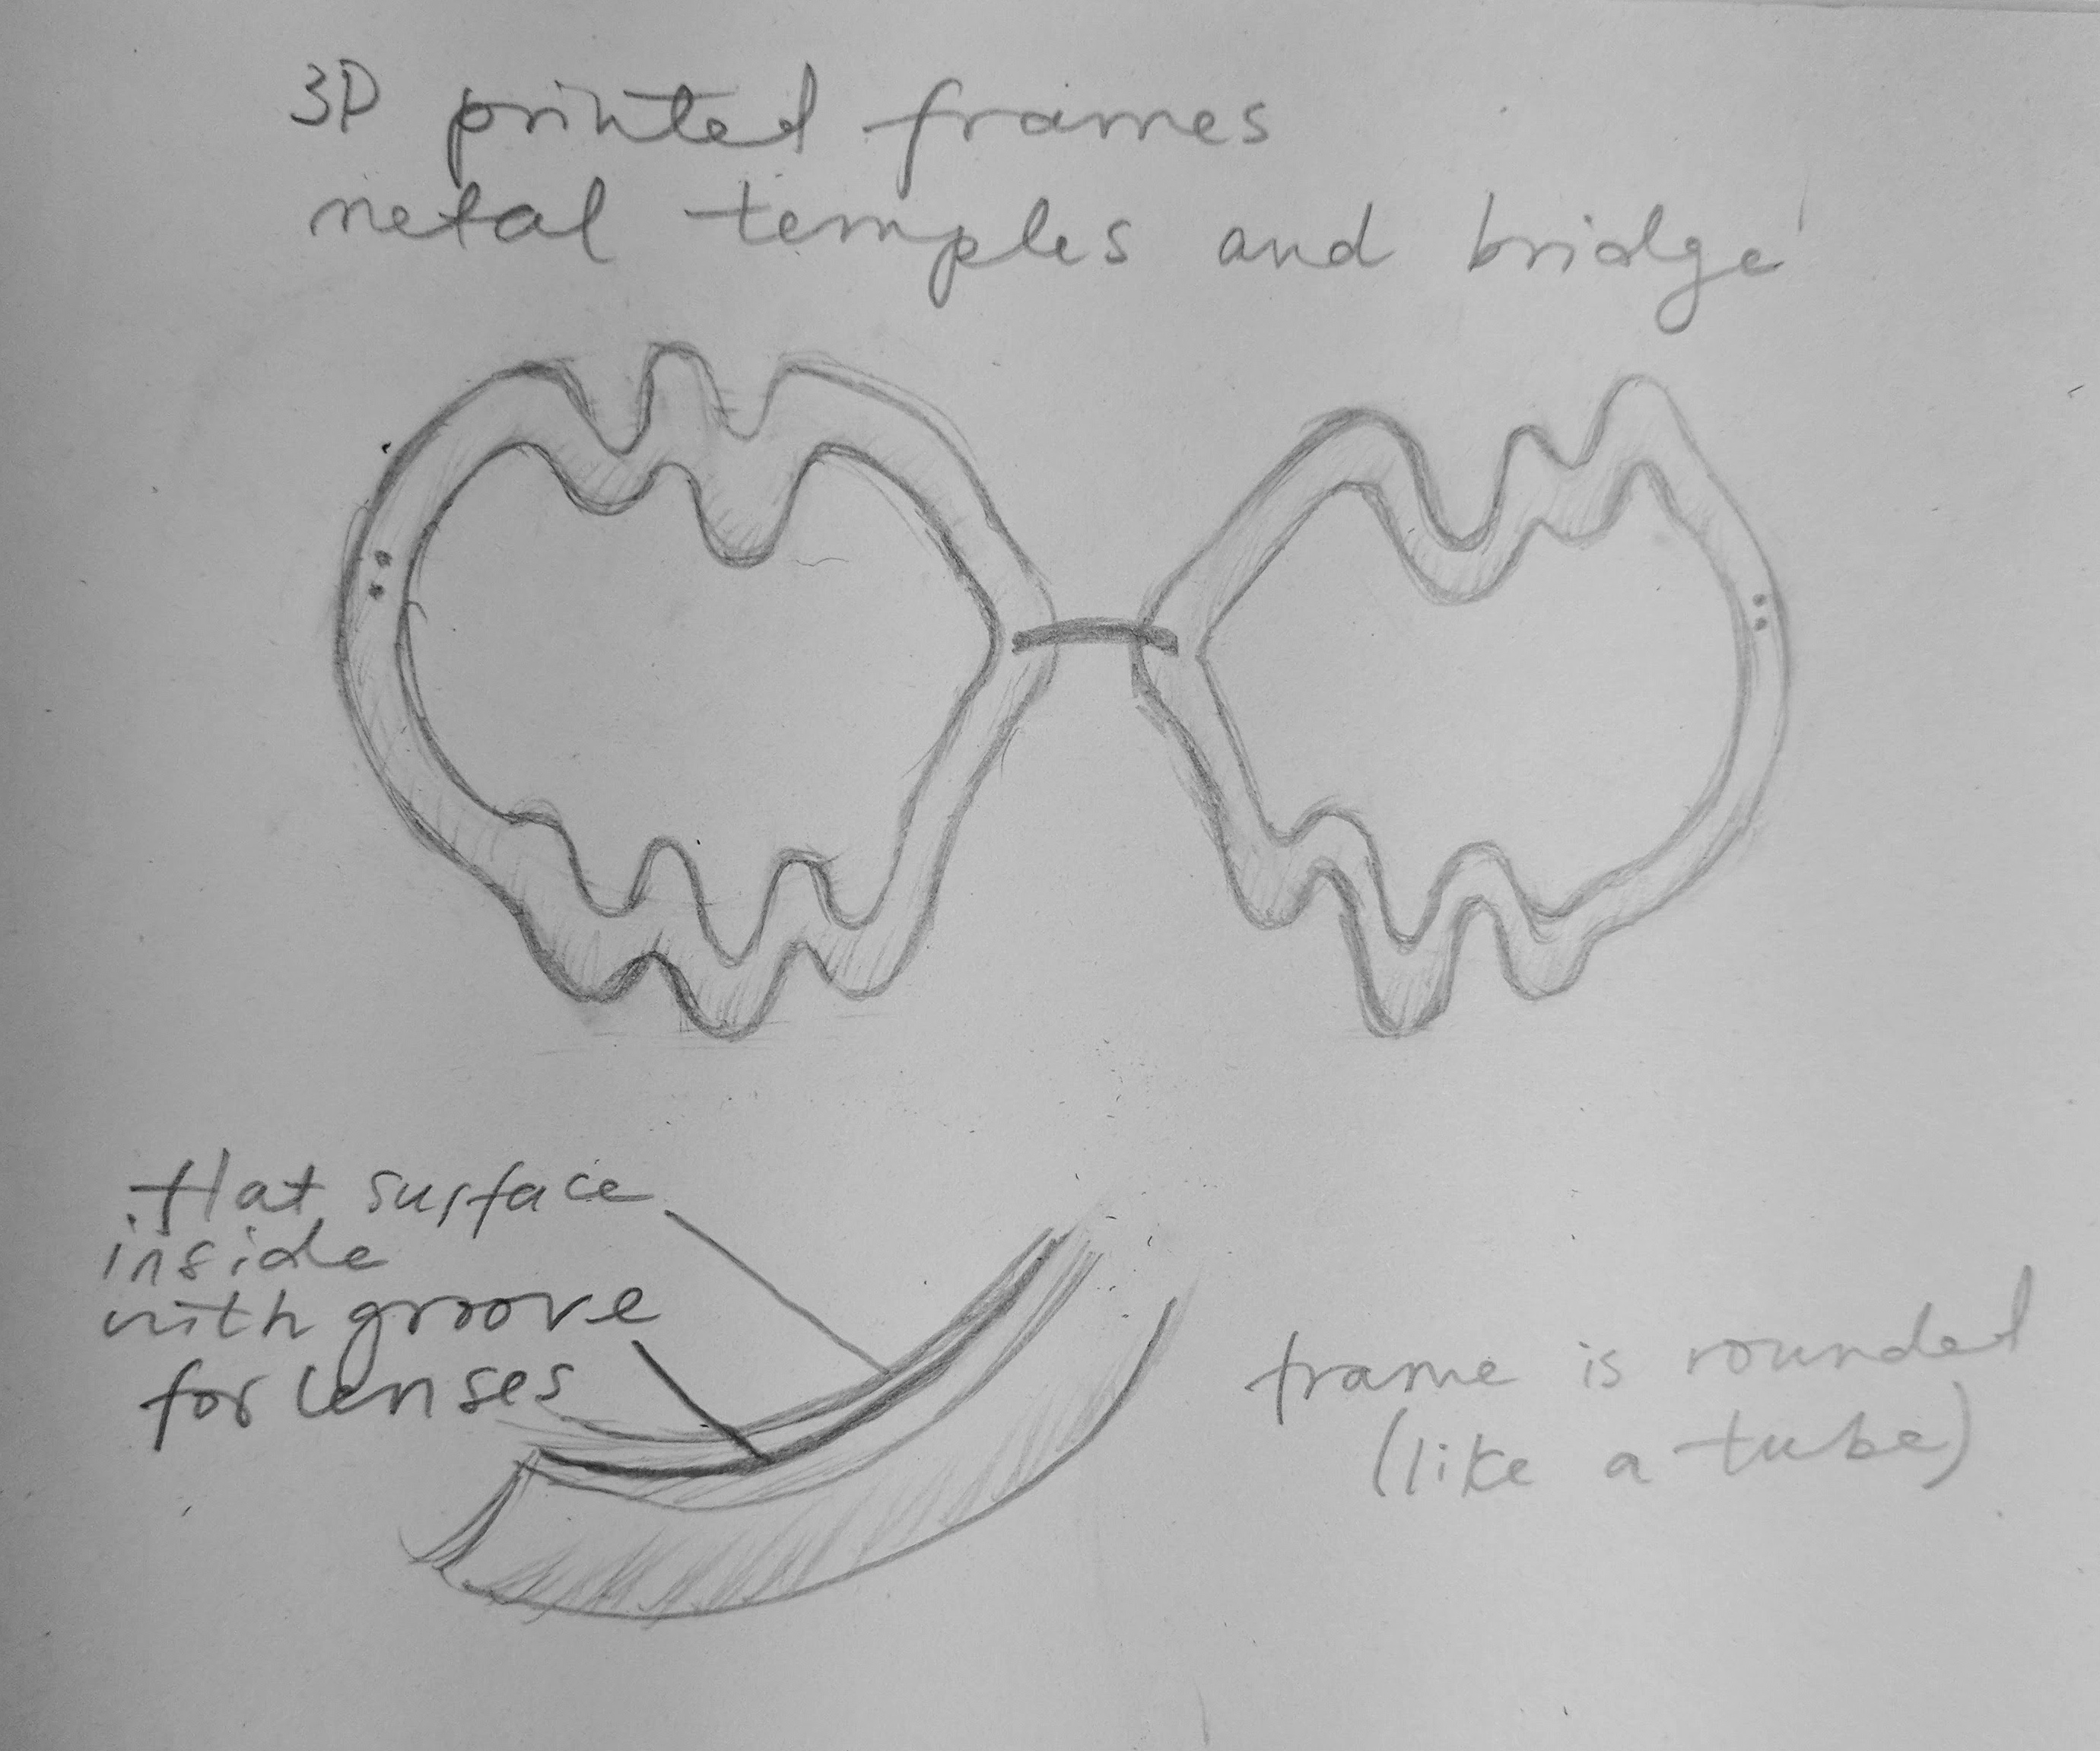 3D printed frames
metal temples and bridge
flat surface
inside
with groove
for lenses
frame is rounded
(like a tube)